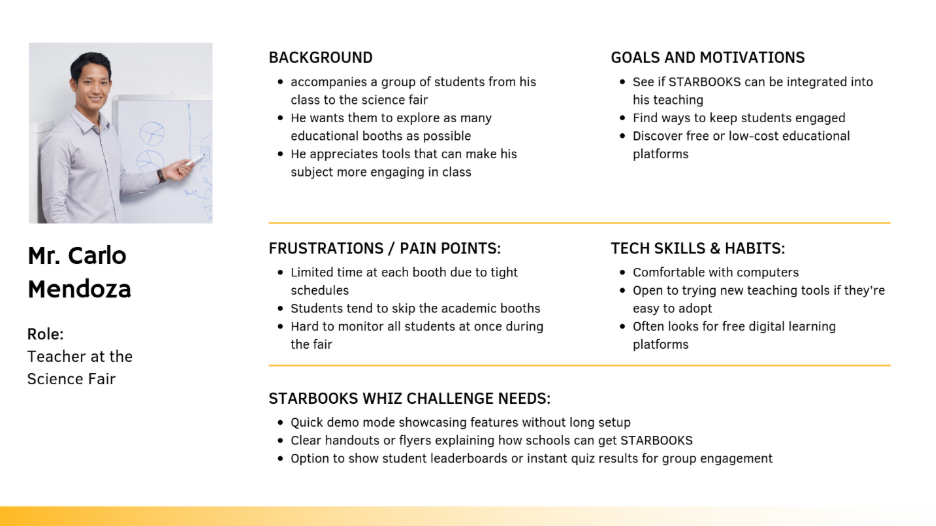 Mr. Carlo
Mendoza
Role:
Teacher at the
Science Fair
BACKGROUND
accompanies a group of students from his
class to the science fair
He wants them to explore as many
educational booths as possible
He appreciates tools that can make his
subject more engaging in class
GOALS AND MOTIVATIONS
See if STARBOOKS can be integrated into
his teaching
Find ways to keep students engaged
Discover free or low-cost educational
platforms
FRUSTRATIONS / PAIN POINTS:
Limited time at each booth due to tight
schedules
Students tend to skip the academic booths
Hard to monitor all students at once during
the fair
TECH SKILLS & HABITS:
Comfortable with computers
Open to trying new teaching tools if they're
easy to adopt
Often looks for free digital learning
platforms
STARBOOKS WHIZ CHALLENGE NEEDS:
Quick demo mode showcasing features without long setup
Clear handouts or flyers explaining how schools can get STARBOOKS
Option to show student leaderboards or instant quiz results for group engagement